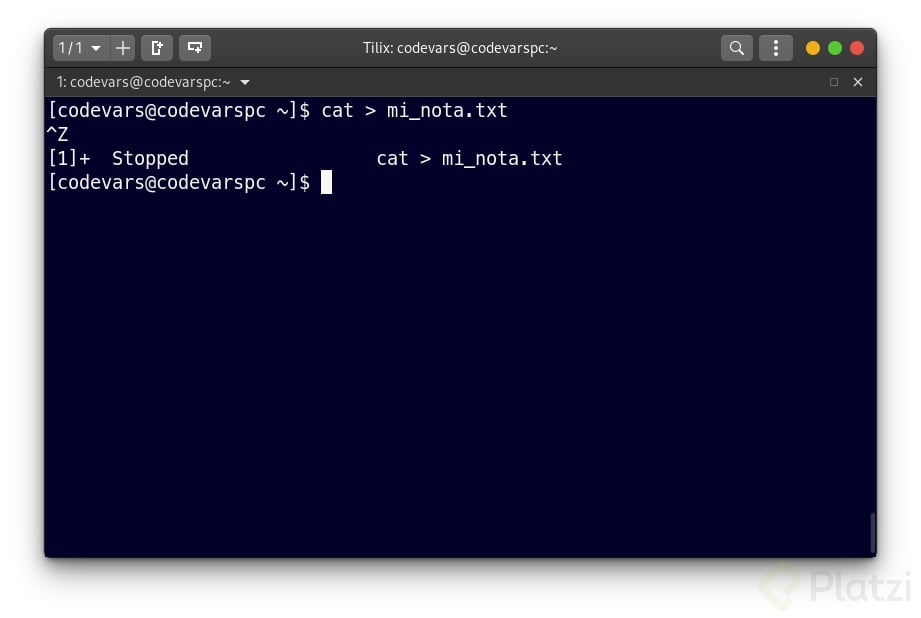 1/1
Tilix: codevars@codevarspc:~
1: codevars@codevarspc:~
[codevars@codevarspc ~]$ cat > mi_nota.txt
^Z
[1]+  Stopped                 cat > mi_nota.txt
[codevars@codevarspc ~]$
Platzi